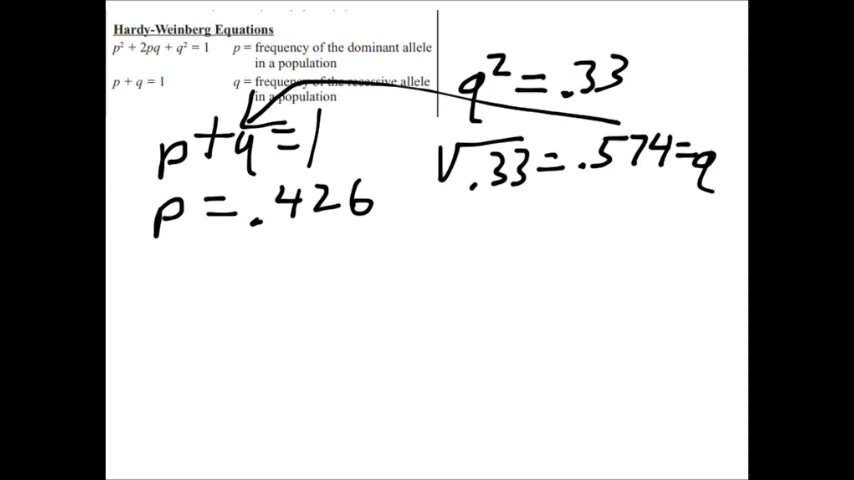 Hardy-Weinberg Equations
p² + 2pq + q² = 1 p = frequency of the dominant allele
in a population
p + q = 1 q = frequency of the recessive allele
in a population
q² = .33
p + q = 1
√.33 = .574 = q
p = .426